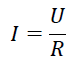 I = U/R